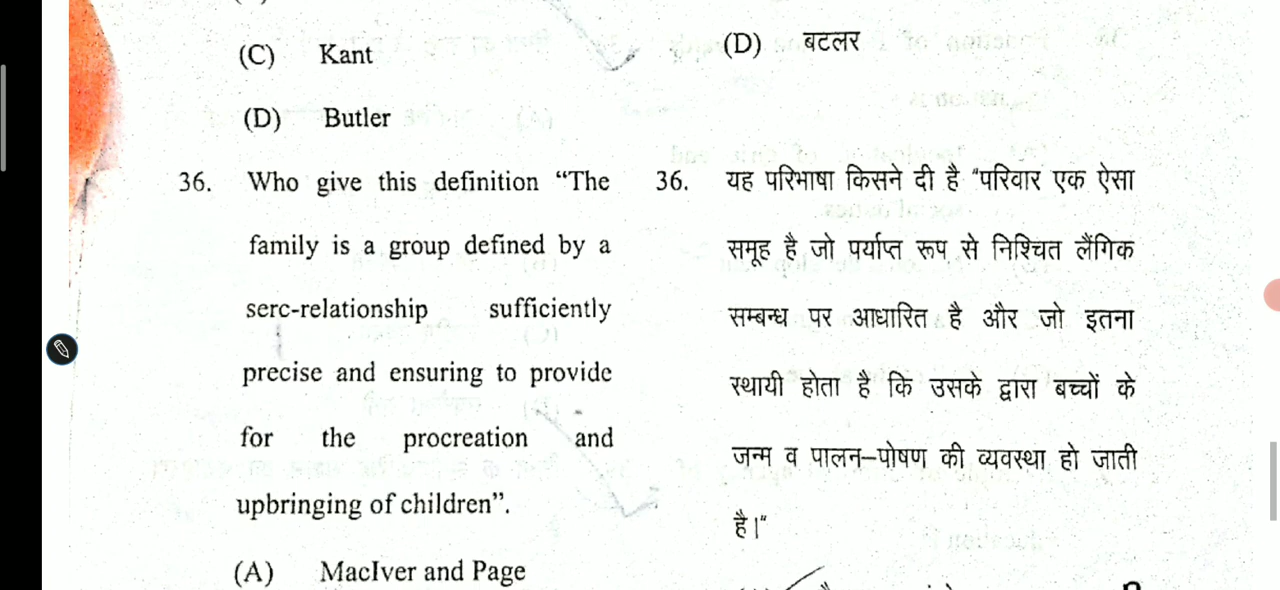 (C) Kant
(D) Butler
36. Who give this definition “The
family is a group defined by a
serc-relationship sufficiently
precise and ensuring to provide
for the procreation and
upbringing of children”.
(A) MacIver and Page
(D) बटलर
36. यह परिभाषा किसने दी है "परिवार एक ऐसा
समूह है जो पर्याप्त रूप से निश्चित लैंगिक
सम्बन्ध पर आधारित है और जो इतना
स्थायी होता है कि उसके द्वारा बच्चों के
जन्म व पालन–पोषण की व्यवस्था हो जाती
है।"